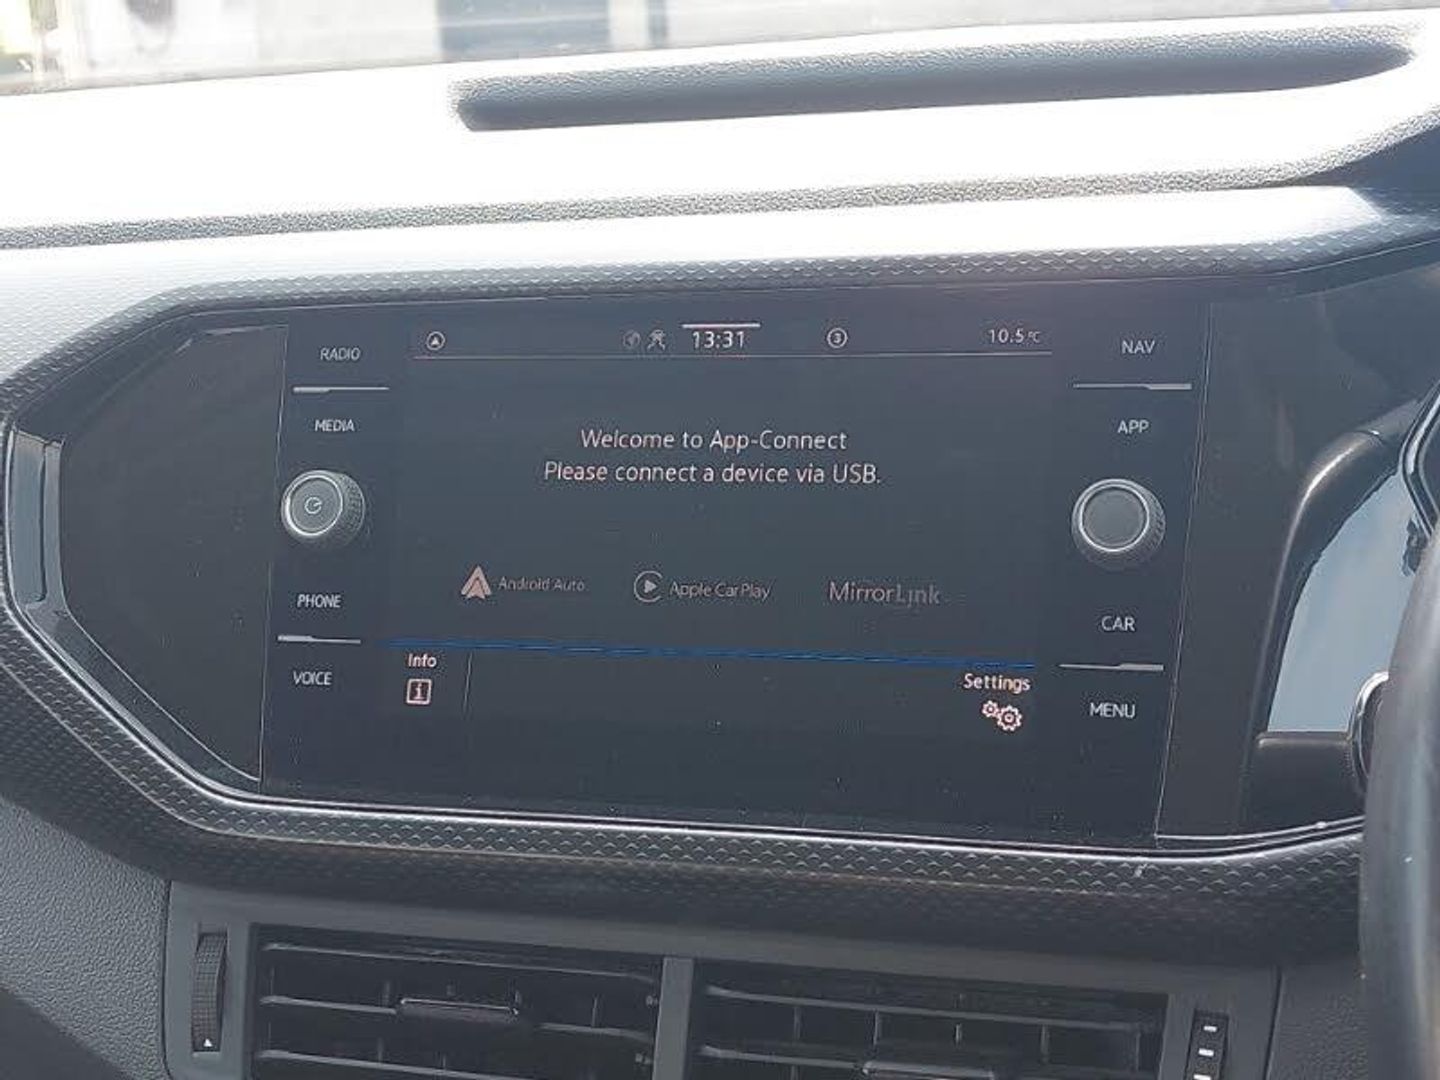 RADIO
MEDIA
PHONE
VOICE
13:31
3
10.5°C
Welcome to App-Connect
Please connect a device via USB.
Android Auto
Apple CarPlay
MirrorLink
Info
i
Settings
NAV
APP
CAR
MENU